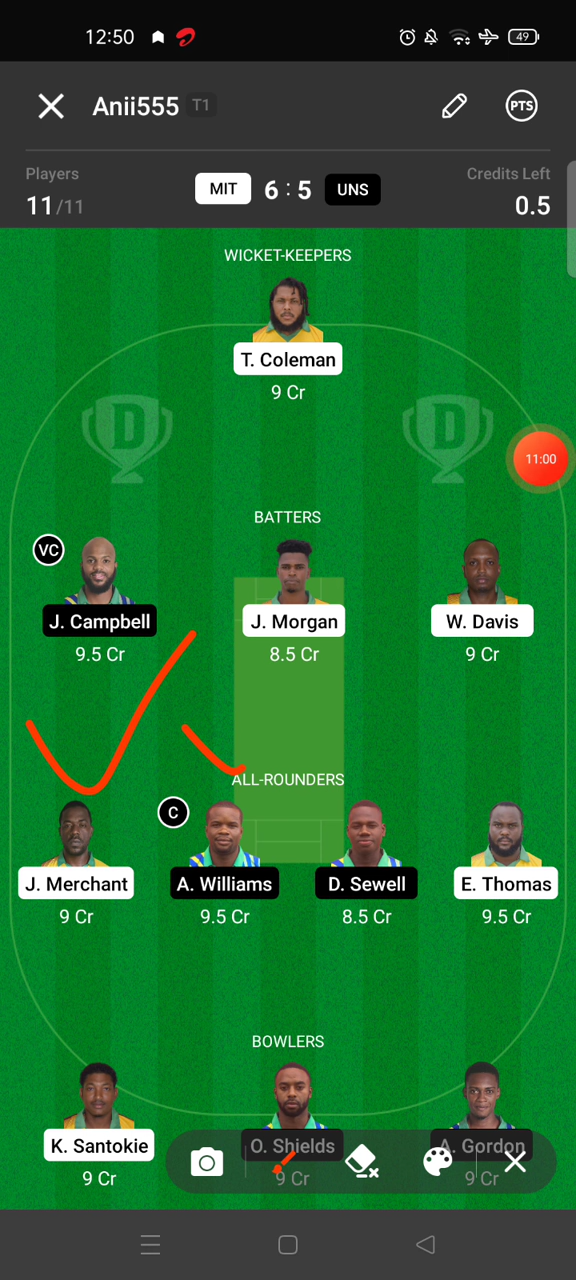 12:50
49
Anii555 T1
PTS
Players
Credits Left
11/11
MIT 6 : 5 UNS
0.5
WICKET-KEEPERS
T. Coleman
9 Cr
D D
11:00
BATTERS
VC
J. Campbell J. Morgan W. Davis
9.5 Cr 8.5 Cr 9 Cr
ALL-ROUNDERS
C
J. Merchant A. Williams D. Sewell E. Thomas
9 Cr 9.5 Cr 8.5 Cr 9.5 Cr
BOWLERS
K. Santokie O. Shields A. Gordon
9 Cr 9 Cr 9 Cr